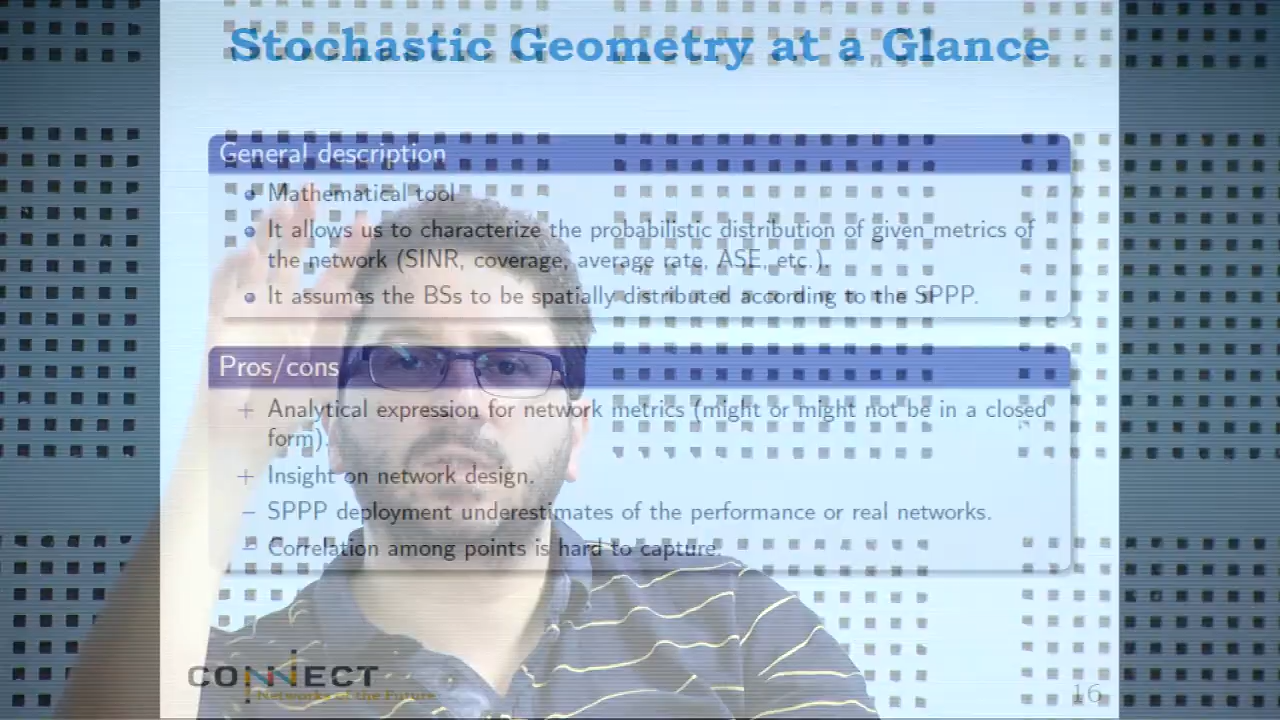 Stochastic Geometry at a Glance
General description
Mathematical tool
It allows us to characterize the probabilistic distribution of given metrics of
the network (SINR, coverage, average rate, ASE, etc.).
It assumes the BSs to be spatially distributed according to the SPPP.
Pros/cons
+ Analytical expression for network metrics (might or might not be in a closed
form).
+ Insight on network design.
− SPPP deployment underestimates of the performance or real networks.
− Correlation among points is hard to capture.
CONNECT
Networks of the Future
16